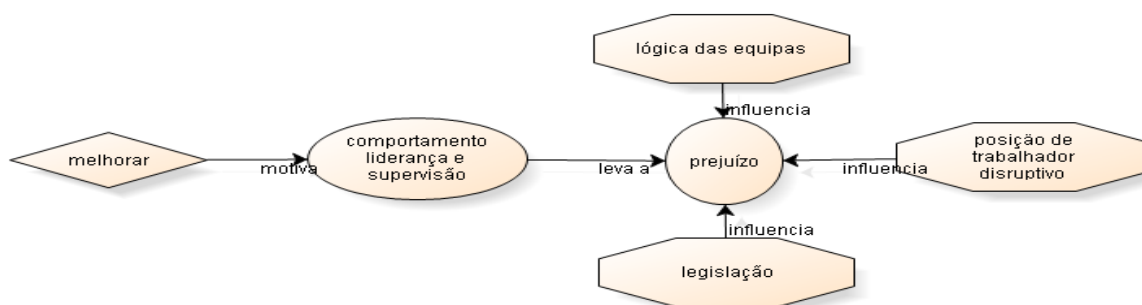 lógica das equipas
influencia
melhorar
motiva
comportamento
liderança e
supervisão
leva a
prejuízo
influencia
posição de
trabalhador
disruptivo
influencia
legislação